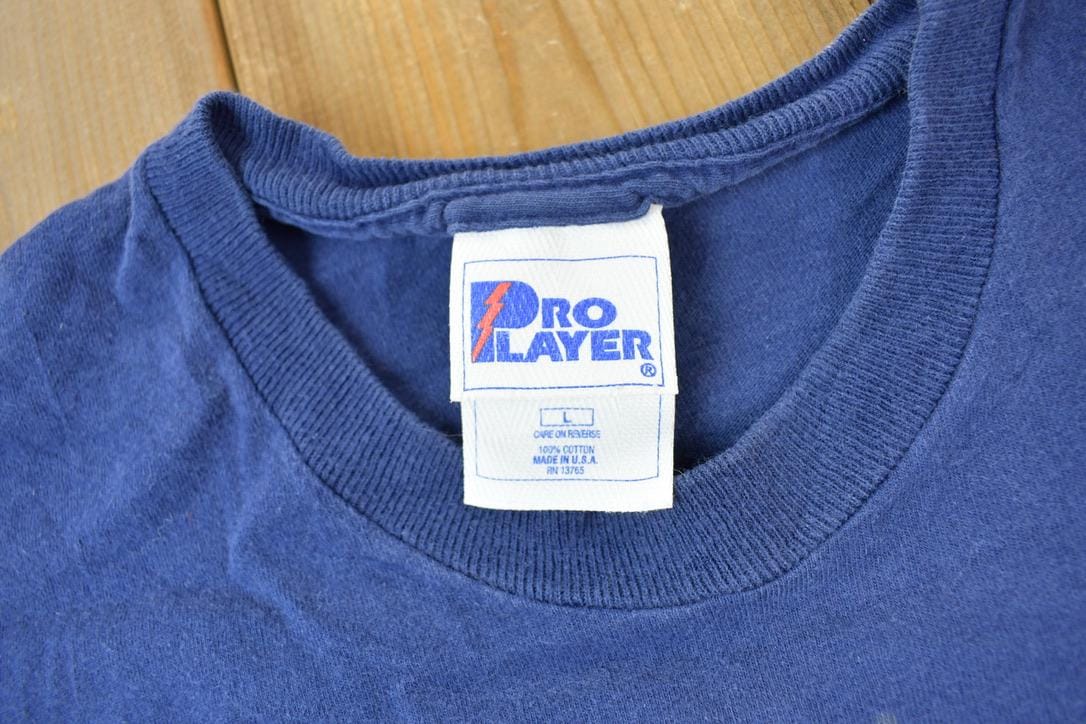 PRO
PLAYER®
L
CARE ON REVERSE
100% COTTON
MADE IN U.S.A.
RN 13765